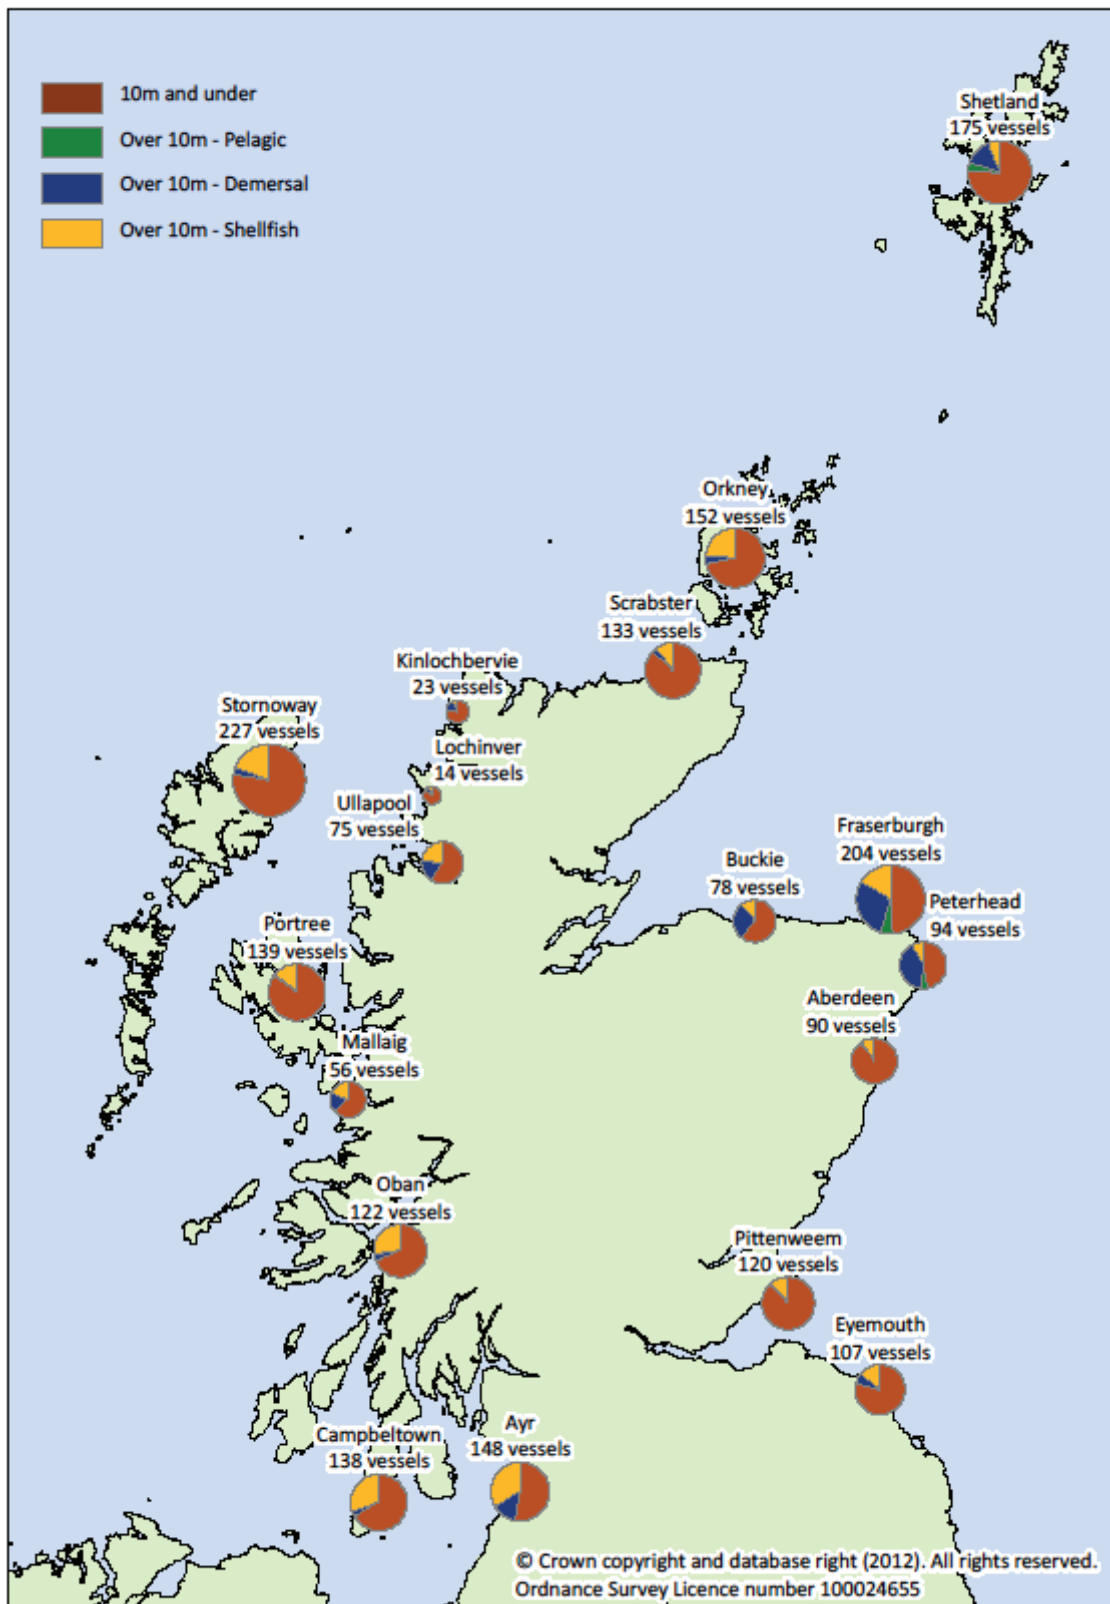 10m and under
Over 10m - Pelagic
Over 10m - Demersal
Over 10m - Shellfish
Shetland
175 vessels
Orkney
152 vessels
Scrabster
133 vessels
Kinlochbervie
23 vessels
Stornoway
227 vessels
Lochinver
14 vessels
Ullapool
75 vessels
Fraserburgh
204 vessels
Buckie
78 vessels
Peterhead
94 vessels
Portree
139 vessels
Aberdeen
90 vessels
Mallaig
56 vessels
Oban
122 vessels
Pittenweem
120 vessels
Eyemouth
107 vessels
Campbeltown
138 vessels
Ayr
148 vessels
© Crown copyright and database right (2012). All rights reserved.
Ordnance Survey Licence number 100024655